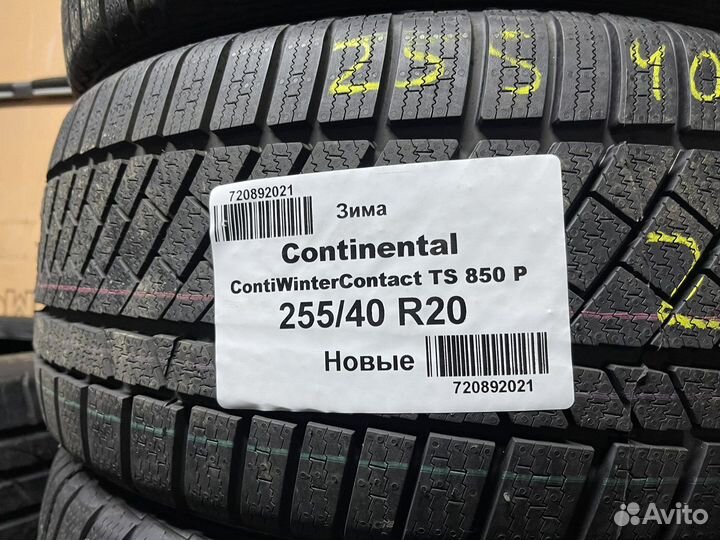 255 40
720892021
Зима
Continental
ContiWinterContact TS 850 P
255/40 R20
Новые
720892021
Avito